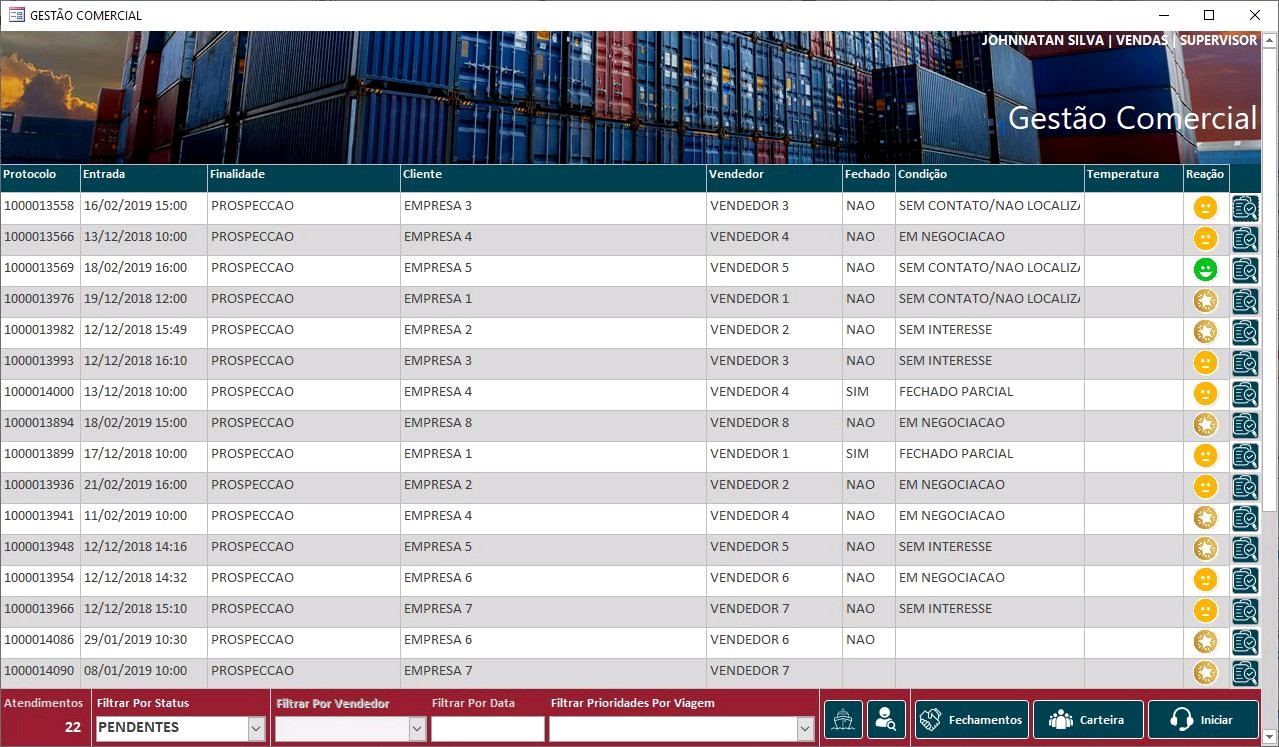 GESTÃO COMERCIAL
JOHNNATAN SILVA | VENDAS | SUPERVISOR
Gestão Comercial
Protocolo Entrada Finalidade Cliente Vendedor Fechado Condição Temperatura Reação
1000013558 16/02/2019 15:00 PROSPECCAO EMPRESA 3 VENDEDOR 3 NAO SEM CONTATO/NAO LOCALIZA
1000013566 13/12/2018 10:00 PROSPECCAO EMPRESA 4 VENDEDOR 4 NAO EM NEGOCIACAO
1000013569 18/02/2019 16:00 PROSPECCAO EMPRESA 5 VENDEDOR 5 NAO SEM CONTATO/NAO LOCALIZA
1000013976 19/12/2018 12:00 PROSPECCAO EMPRESA 1 VENDEDOR 1 NAO SEM CONTATO/NAO LOCALIZA
1000013982 12/12/2018 15:49 PROSPECCAO EMPRESA 2 VENDEDOR 2 NAO SEM INTERESSE
1000013993 12/12/2018 16:10 PROSPECCAO EMPRESA 3 VENDEDOR 3 NAO SEM INTERESSE
1000014000 13/12/2018 10:00 PROSPECCAO EMPRESA 4 VENDEDOR 4 SIM FECHADO PARCIAL
1000013894 18/02/2019 15:00 PROSPECCAO EMPRESA 8 VENDEDOR 8 NAO EM NEGOCIACAO
1000013899 17/12/2018 10:00 PROSPECCAO EMPRESA 1 VENDEDOR 1 SIM FECHADO PARCIAL
1000013936 21/02/2019 16:00 PROSPECCAO EMPRESA 2 VENDEDOR 2 NAO EM NEGOCIACAO
1000013941 11/02/2019 10:00 PROSPECCAO EMPRESA 4 VENDEDOR 4 NAO EM NEGOCIACAO
1000013948 12/12/2018 14:16 PROSPECCAO EMPRESA 5 VENDEDOR 5 NAO SEM INTERESSE
1000013954 12/12/2018 14:32 PROSPECCAO EMPRESA 6 VENDEDOR 6 NAO EM NEGOCIACAO
1000013966 12/12/2018 15:10 PROSPECCAO EMPRESA 7 VENDEDOR 7 NAO SEM INTERESSE
1000014086 29/01/2019 10:30 PROSPECCAO EMPRESA 6 VENDEDOR 6 NAO
1000014090 08/01/2019 10:00 PROSPECCAO EMPRESA 7 VENDEDOR 7
Atendimentos Filtrar Por Status Filtrar Por Vendedor Filtrar Por Data Filtrar Prioridades Por Viagem
22 PENDENTES Fechamentos Carteira Iniciar